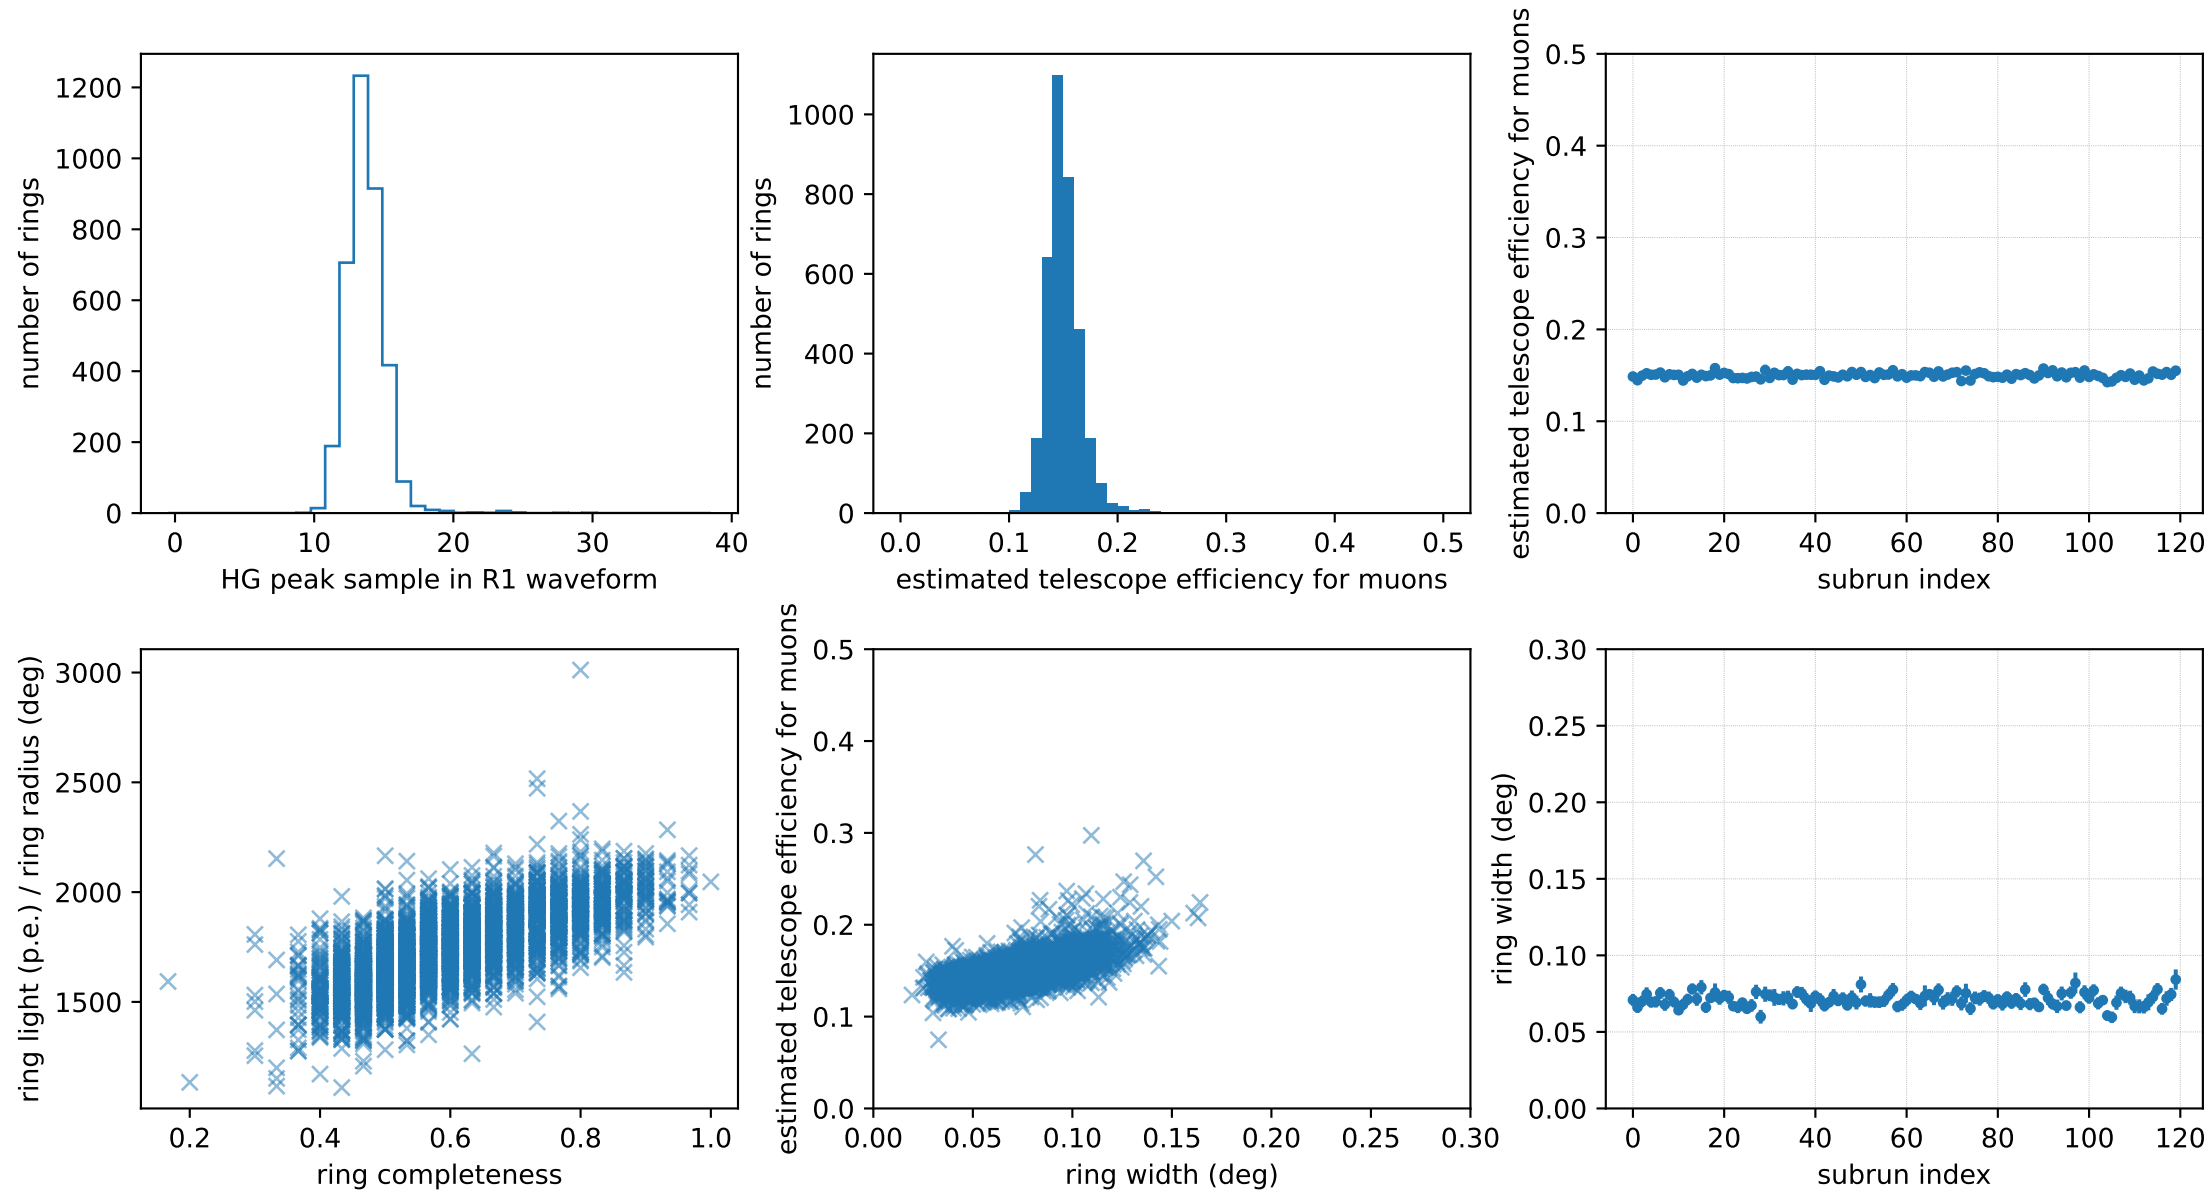 1200
1000
800
600
400
200
0
number of rings
0 10 20 30 40
HG peak sample in R1 waveform
1000
800
600
400
200
0
number of rings
0.0 0.1 0.2 0.3 0.4 0.5
estimated telescope efficiency for muons
0.5
0.4
0.3
0.2
0.1
0.0
estimated telescope efficiency for muons
0 20 40 60 80 100 120
subrun index
3000
2500
2000
1500
ring light (p.e.) / ring radius (deg)
0.2 0.4 0.6 0.8 1.0
ring completeness
0.5
0.4
0.3
0.2
0.1
0.0
estimated telescope efficiency for muons
0.00 0.05 0.10 0.15 0.20 0.25 0.30
ring width (deg)
0.30
0.25
0.20
0.15
0.10
0.05
0.00
ring width (deg)
0 20 40 60 80 100 120
subrun index